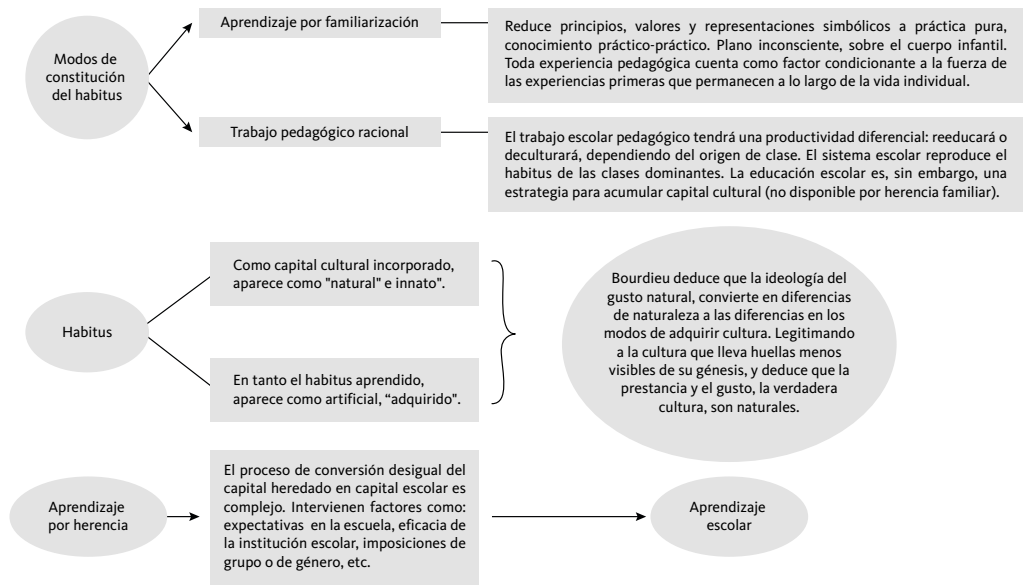 Modos de
constitución
del habitus
Aprendizaje por familiarización
Reduce principios, valores y representaciones simbólicos a práctica pura,
conocimiento práctico-práctico. Plano inconsciente, sobre el cuerpo infantil.
Toda experiencia pedagógica cuenta como factor condicionante a la fuerza de
las experiencias primeras que permanecen a lo largo de la vida individual.
Trabajo pedagógico racional
El trabajo escolar pedagógico tendrá una productividad diferencial: reeducará o
deculturará, dependiendo del origen de clase. El sistema escolar reproduce el
habitus de las clases dominantes. La educación escolar es, sin embargo, una
estrategia para acumular capital cultural (no disponible por herencia familiar).
Habitus
Como capital cultural incorporado,
aparece como "natural" e innato".
En tanto el habitus aprendido,
aparece como artificial, “adquirido".
Bourdieu deduce que la ideología del
gusto natural, convierte en diferencias
de naturaleza a las diferencias en los
modos de adquirir cultura. Legitimando
a la cultura que lleva huellas menos
visibles de su génesis, y deduce que la
prestancia y el gusto, la verdadera
cultura, son naturales.
Aprendizaje
por herencia
El proceso de conversión desigual del
capital heredado en capital escolar es
complejo. Intervienen factores como:
expectativas en la escuela, eficacia de
la institución escolar, imposiciones de
grupo o de género, etc.
Aprendizaje
escolar